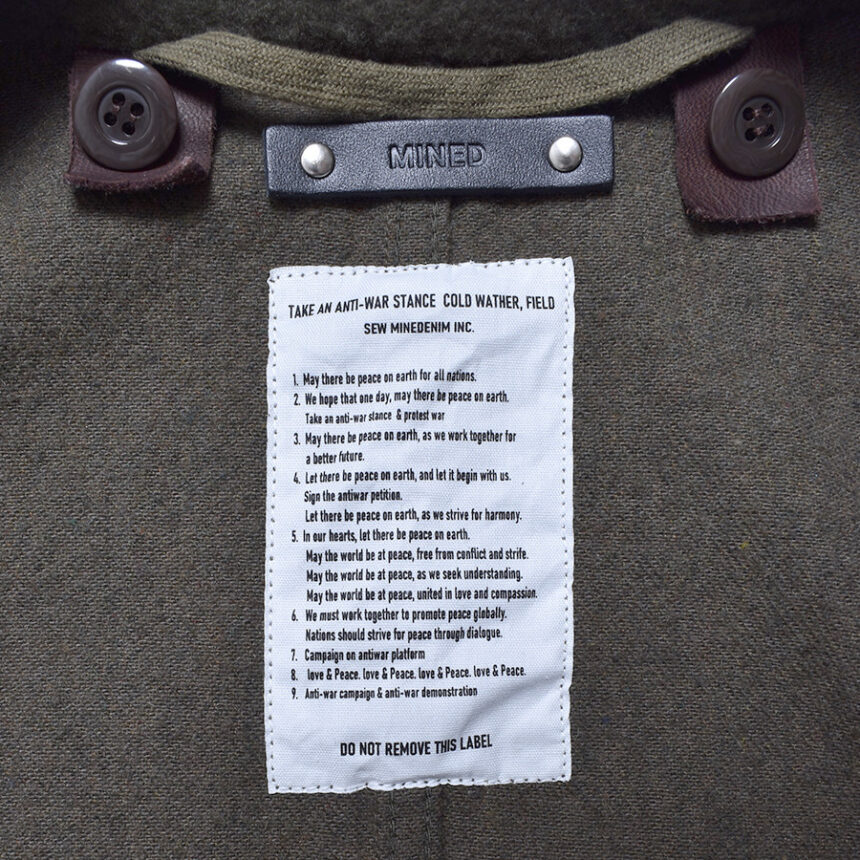 MINED
TAKE AN ANTI-WAR STANCE COLD WATHER, FIELD
SEW MINEDENIM INC.
1. May there be peace on earth for all nations.
2. We hope that one day, may there be peace on earth.
Take an anti-war stance & protest war
3. May there be peace on earth, as we work together for
a better future.
4. Let there be peace on earth, and let it begin with us.
Sign the antiwar petition.
Let there be peace on earth, as we strive for harmony.
5. In our hearts, let there be peace on earth.
May the world be at peace, free from conflict and strife.
May the world be at peace, as we seek understanding.
May the world be at peace, united in love and compassion.
6. We must work together to promote peace globally.
Nations should strive for peace through dialogue.
7. Campaign on antiwar platform
8. love & Peace. love & Peace. love & Peace. love & Peace.
9. Anti-war campaign & anti-war demonstration
DO NOT REMOVE THIS LABEL